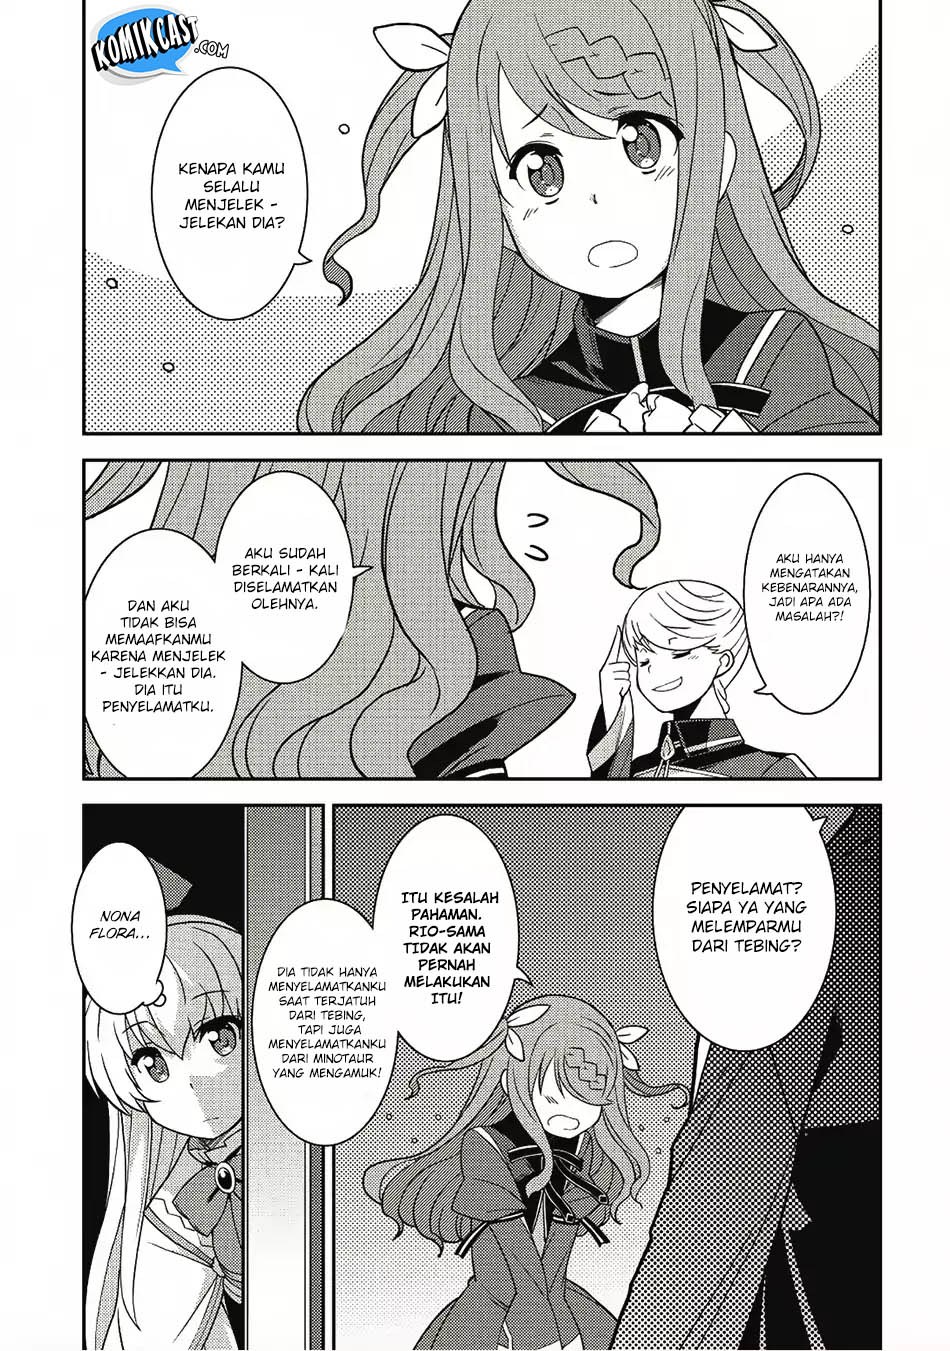 KOMIKCAST
.COM
KENAPA KAMU
SELALU
MENJELEK -
JELEKAN DIA?
AKU HANYA
MENGATAKAN
KEBENARANNYA,
JADI APA ADA
MASALAH?!
AKU SUDAH
BERKALI - KALI
DISELAMATKAN
OLEHNYA.
DAN AKU
TIDAK BISA
MEMAAFKANMU
KARENA MENJELEK
- JELEKKAN DIA.
DIA ITU
PENYELAMATKU.
PENYELAMAT?
SIAPA YA YANG
MELEMPARMU
DARI TEBING?
ITU KESALAH
PAHAMAN.
RIO-SAMA
TIDAK AKAN
PERNAH
MELAKUKAN
ITU!
DIA TIDAK HANYA
MENYELAMATKANKU
SAAT TERJATUH
DARI TEBING,
TAPI JUGA
MENYELAMATKANKU
DARI MINOTAUR
YANG MENGAMUK!
NONA
FLORA...